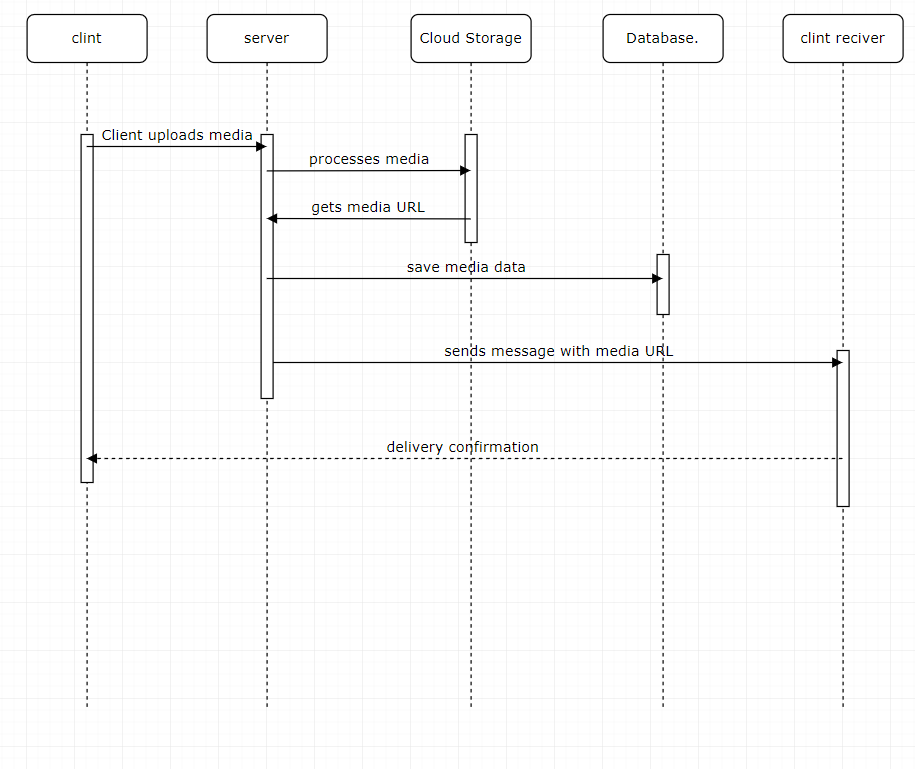 clint
server
Cloud Storage
Database.
clint reciver
Client uploads media
processes media
gets media URL
save media data
sends message with media URL
delivery confirmation